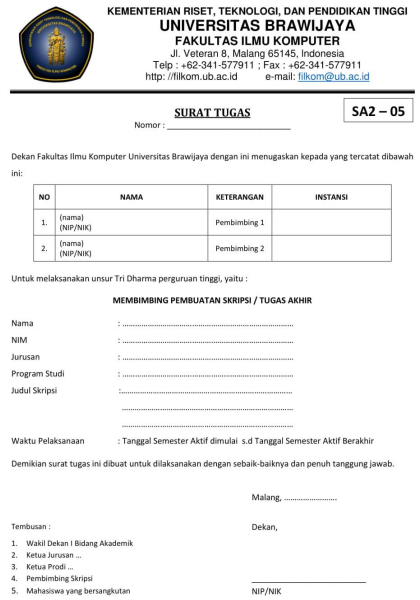 KEMENTERIAN RISET, TEKNOLOGI, DAN PENDIDIKAN TINGGI
UNIVERSITAS BRAWIJAYA
FAKULTAS ILMU KOMPUTER
Jl. Veteran 8, Malang 65145, Indonesia
Telp : +62-341-577911 ; Fax : +62-341-577911
http: //filkom.ub.ac.id e-mail: filkom@ub.ac.id
SA2 – 05
SURAT TUGAS
Nomor : ____________________________
Dekan Fakultas Ilmu Komputer Universitas Brawijaya dengan ini menugaskan kepada yang tercatat dibawah
ini:
NO NAMA KETERANGAN INSTANSI
1. (nama)
(NIP/NIK) Pembimbing 1
2. (nama)
(NIP/NIK) Pembimbing 2
Untuk melaksanakan unsur Tri Dharma perguruan tinggi, yaitu :
MEMBIMBING PEMBUATAN SKRIPSI / TUGAS AKHIR
Nama : ……………………………………………………………
NIM : ……………………………………………………………
Jurusan : ……………………………………………………………
Program Studi : ……………………………………………………………
Judul Skripsi :……………………………………………………………
……………………………………………………………
……………………………………………………………
Waktu Pelaksanaan : Tanggal Semester Aktif dimulai s.d Tanggal Semester Aktif Berakhir
Demikian surat tugas ini dibuat untuk dilaksanakan dengan sebaik-baiknya dan penuh tanggung jawab.
Malang, …………………….
Tembusan : Dekan,
1. Wakil Dekan I Bidang Akademik
2. Ketua Jurusan …
3. Ketua Prodi …
4. Pembimbing Skripsi
5. Mahasiswa yang bersangkutan
__________________________
NIP/NIK